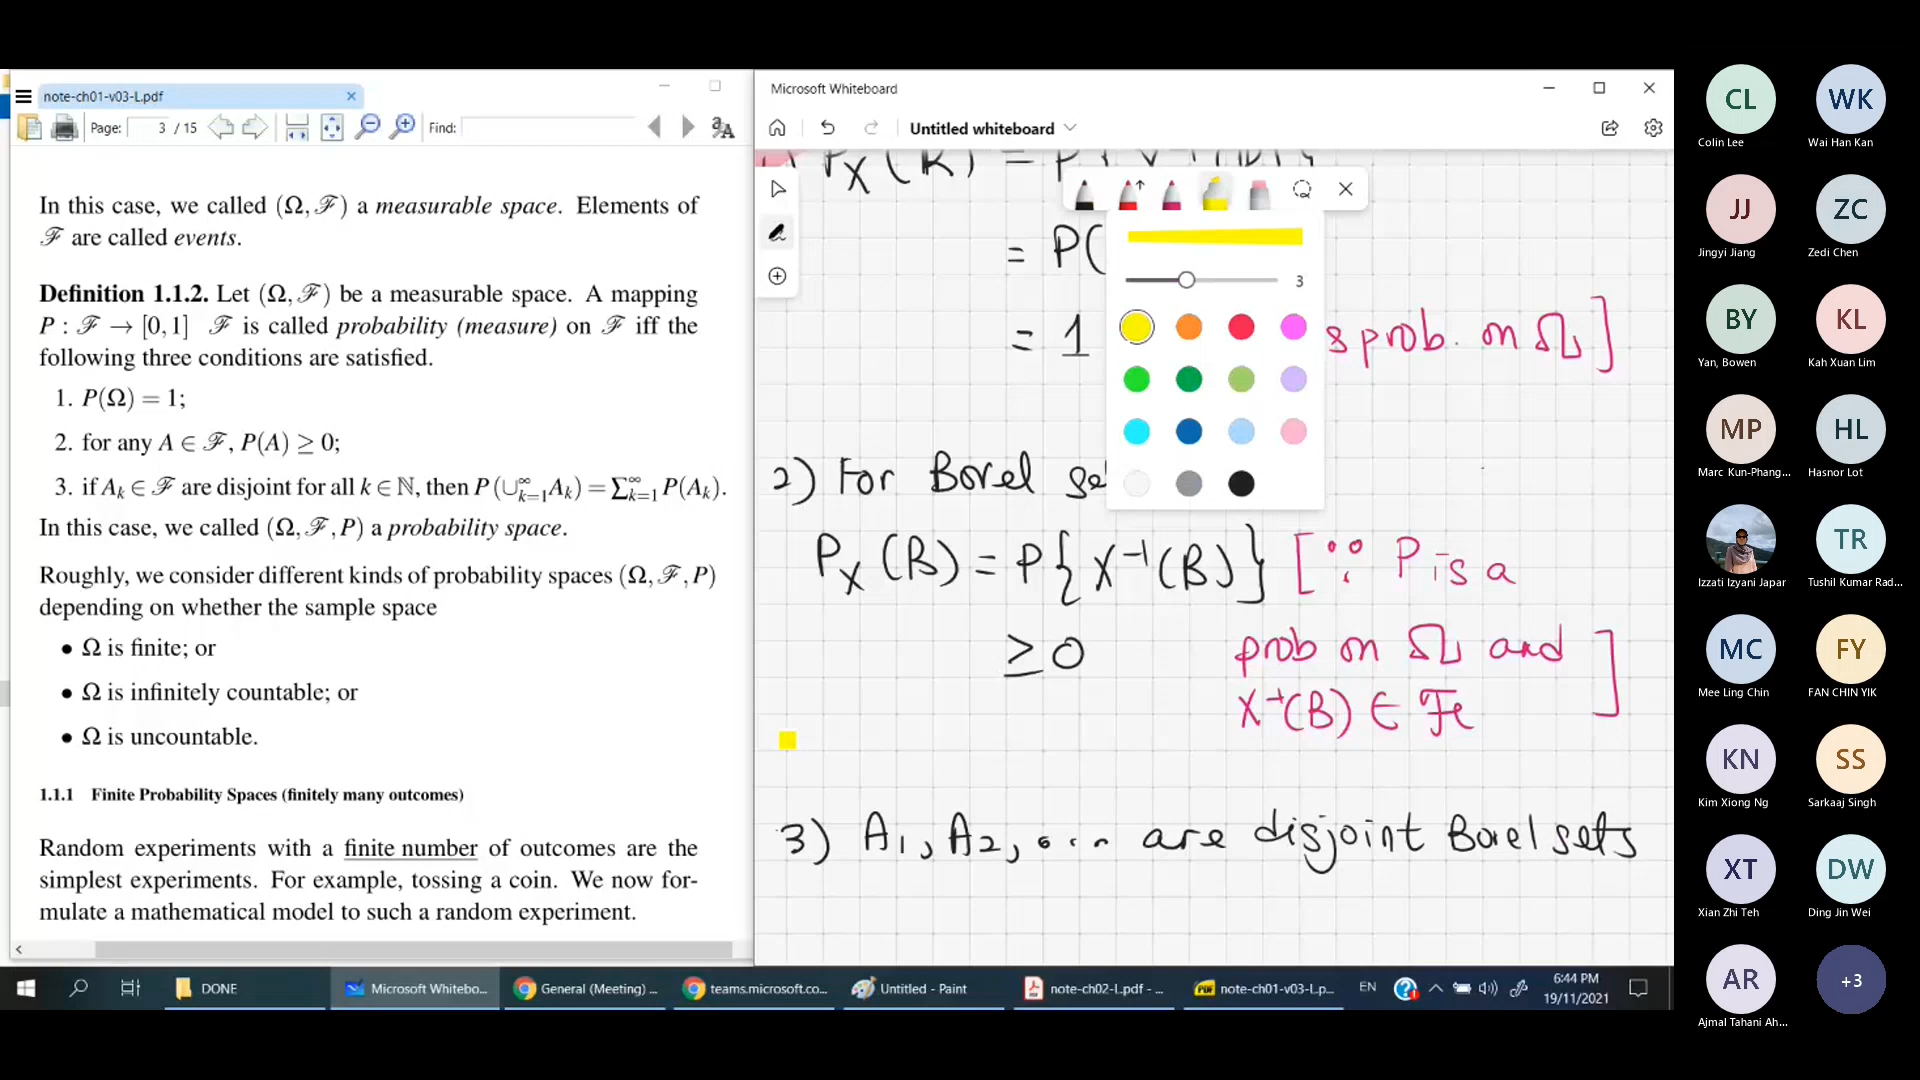 note-ch01-v03-L.pdf
Page: 3 / 15
Find:
In this case, we called (Ω, ℱ) a measurable space. Elements of
ℱ are called events.
Definition 1.1.2. Let (Ω, ℱ) be a measurable space. A mapping
P : ℱ → [0,1] ℱ is called probability (measure) on ℱ iff the
following three conditions are satisfied.
1. P(Ω) = 1;
2. for any A ∈ ℱ, P(A) ≥ 0;
3. if Aₖ ∈ ℱ are disjoint for all k ∈ ℕ, then P(∪_{k=1}^∞ Aₖ) = ∑_{k=1}^∞ P(Aₖ).
In this case, we called (Ω, ℱ, P) a probability space.
Roughly, we consider different kinds of probability spaces (Ω, ℱ, P)
depending on whether the sample space
• Ω is finite; or
• Ω is infinitely countable; or
• Ω is uncountable.
1.1.1 Finite Probability Spaces (finitely many outcomes)
Random experiments with a finite number of outcomes are the
simplest experiments. For example, tossing a coin. We now for-
mulate a mathematical model to such a random experiment.
Microsoft Whiteboard
Untitled whiteboard
3
= P(
= 1 s prob. on Ω]
2) For Borel se
P_X(B) = P{X⁻¹(B)} [∵ P is a
≥ 0 prob on Ω and
X⁻¹(B) ∈ ℱ]
3) A₁, A₂, ... are disjoint Borel sets
CL
Colin Lee
WK
Wai Han Kan
JJ
Jingyi Jiang
ZC
Zedi Chen
BY
Yan, Bowen
KL
Kah Xuan Lim
MP
Marc Kun-Phang...
HL
Hasnor Lot
Izzati Izyani Japar
TR
Tushil Kumar Rad...
MC
Mee Ling Chin
FY
FAN CHIN YIK
KN
Kim Xiong Ng
SS
Sarkaaj Singh
XT
Xian Zhi Teh
DW
Ding Jin Wei
AR
Ajmal Tahani Ah...
+3
DONE
Microsoft Whitebo...
General (Meeting) ...
teams.microsoft.co...
Untitled - Paint
note-ch02-L.pdf - ...
note-ch01-v03-L.p...
EN
6:44 PM
19/11/2021